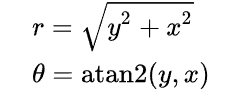 r = √(y² + x²)
θ = atan2(y, x)